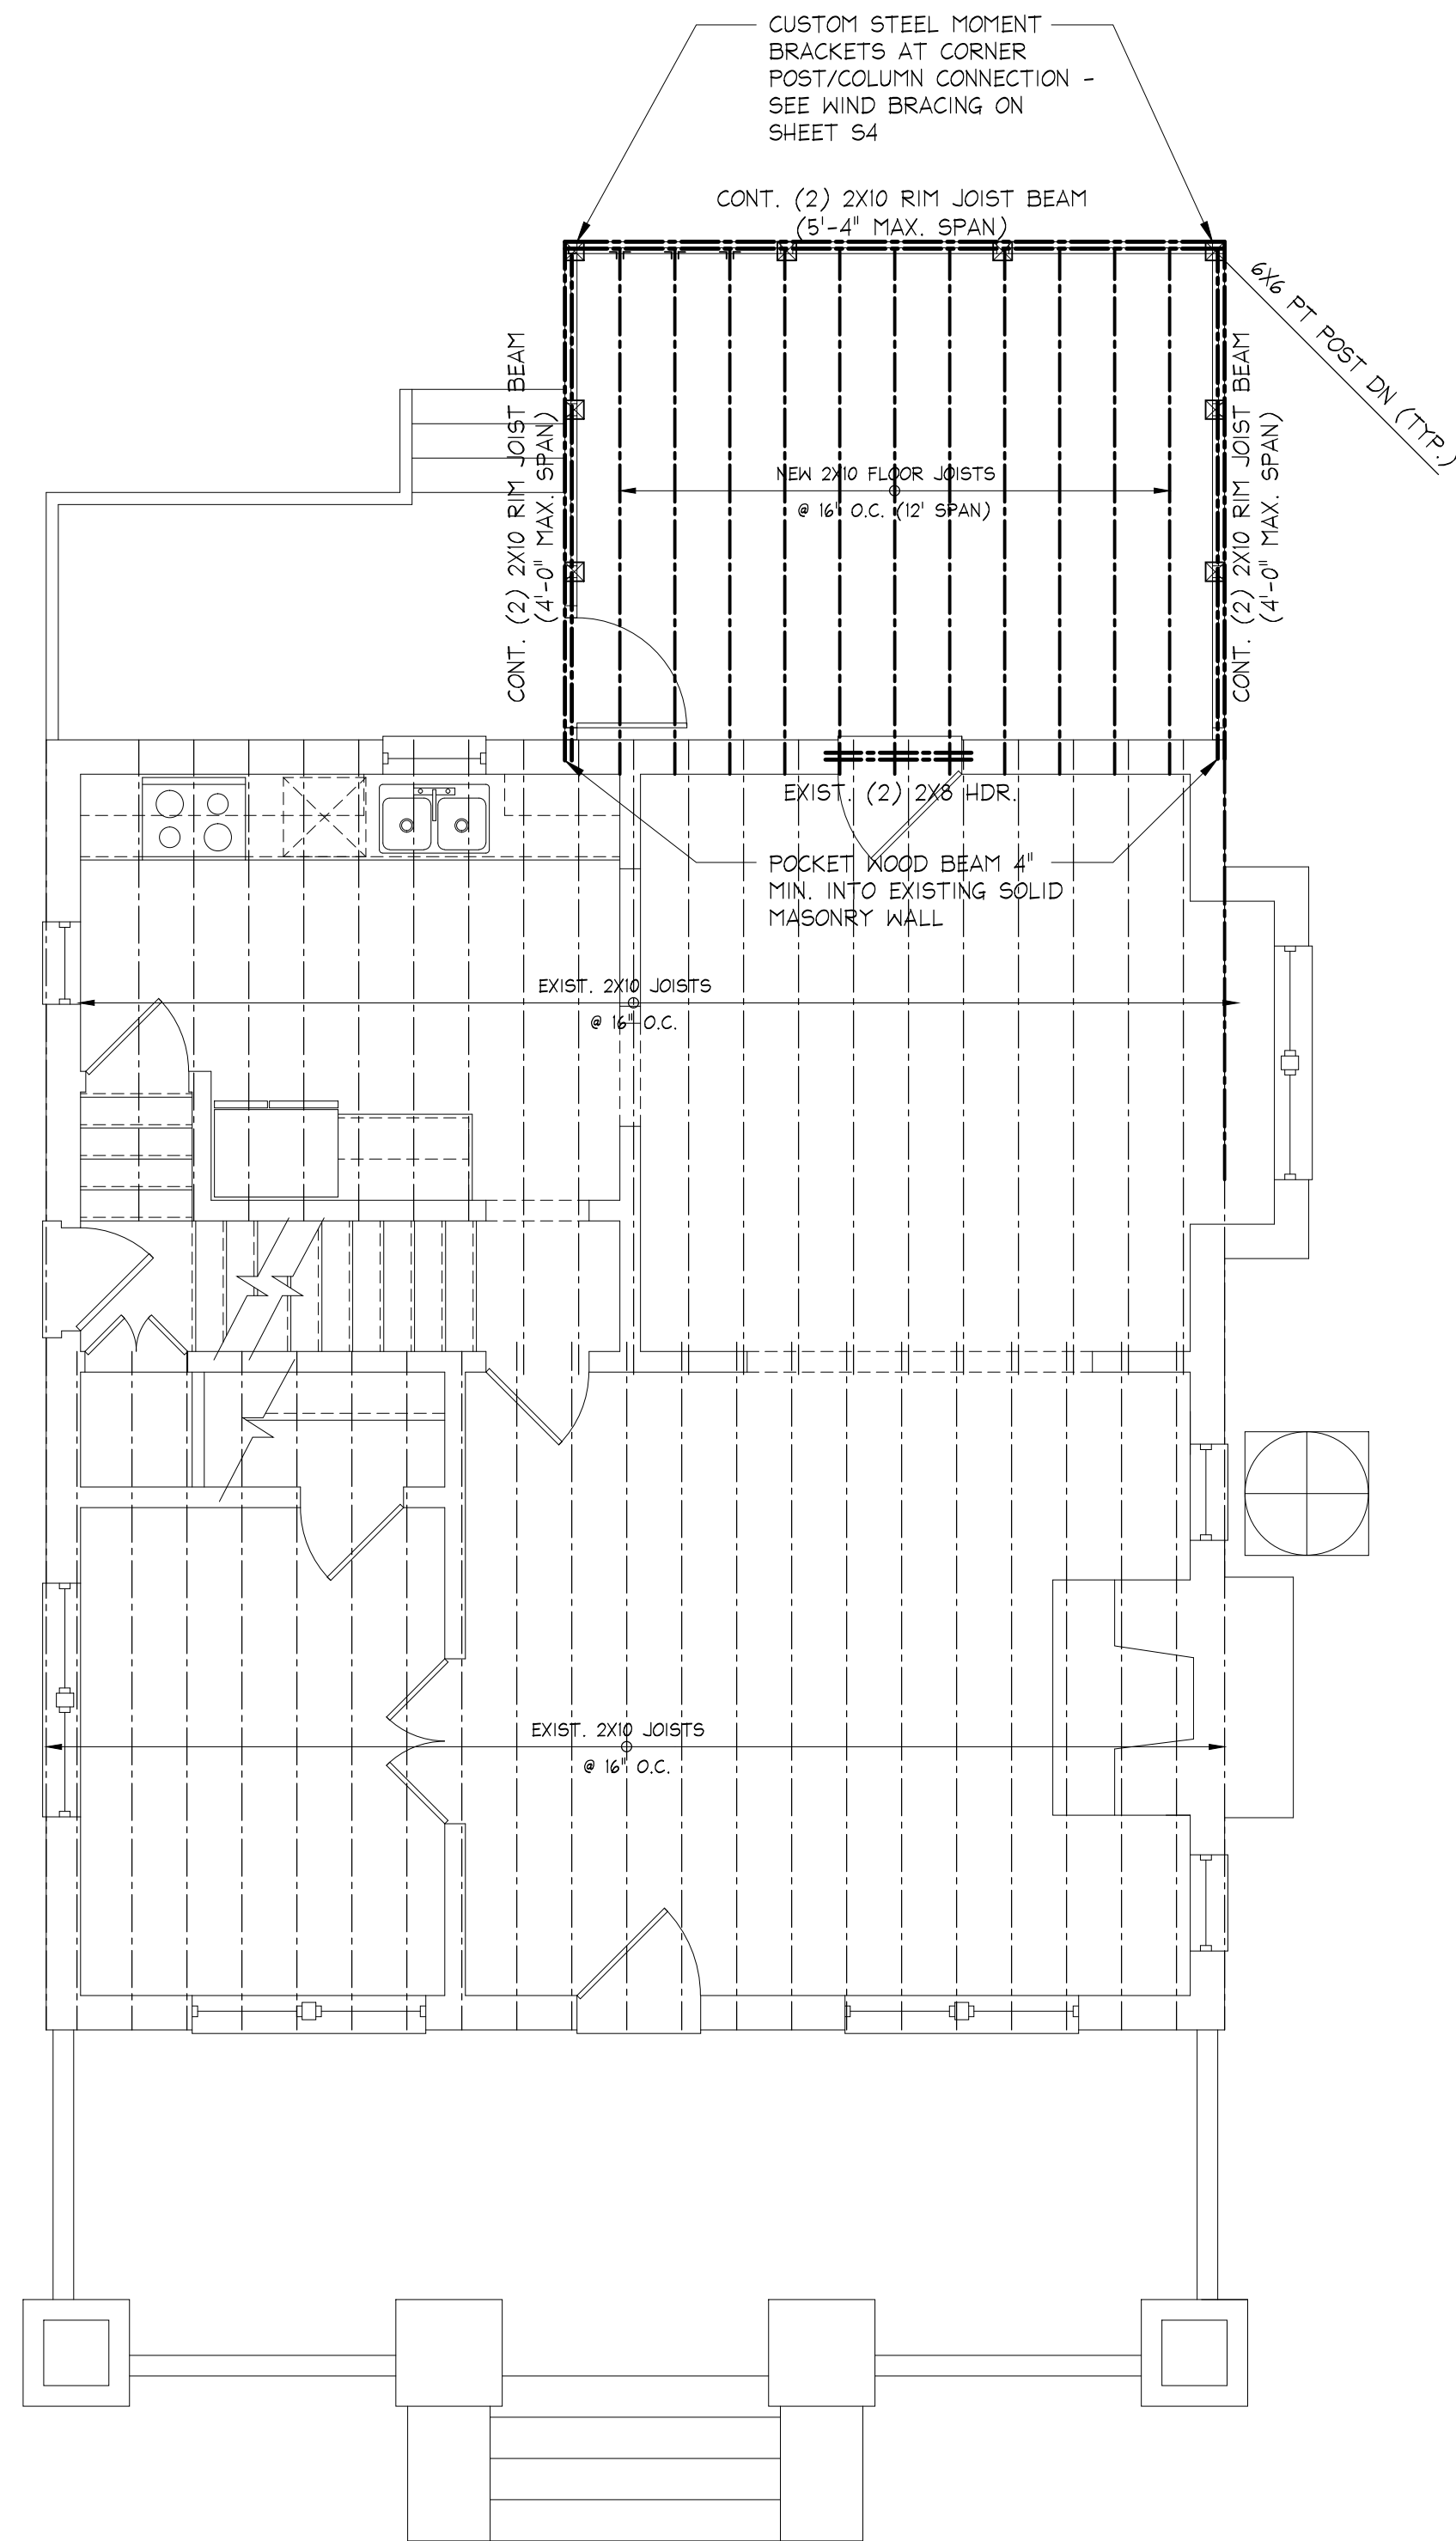 CUSTOM STEEL MOMENT
BRACKETS AT CORNER
POST/COLUMN CONNECTION -
SEE WIND BRACING ON
SHEET S4
CONT. (2) 2X10 RIM JOIST BEAM
(5'-4" MAX. SPAN)
6X6 PT POST DN (TYP.)
CONT. (2) 2X10 RIM JOIST BEAM
(4'-0" MAX. SPAN)
CONT. (2) 2X10 RIM JOIST BEAM
(4'-0" MAX. SPAN)
NEW 2X10 FLOOR JOISTS
@ 16" O.C. (12' SPAN)
EXIST. (2) 2X8 HDR.
POCKET WOOD BEAM 4"
MIN. INTO EXISTING SOLID
MASONRY WALL
EXIST. 2X10 JOISTS
@ 16" O.C.
EXIST. 2X10 JOISTS
@ 16" O.C.